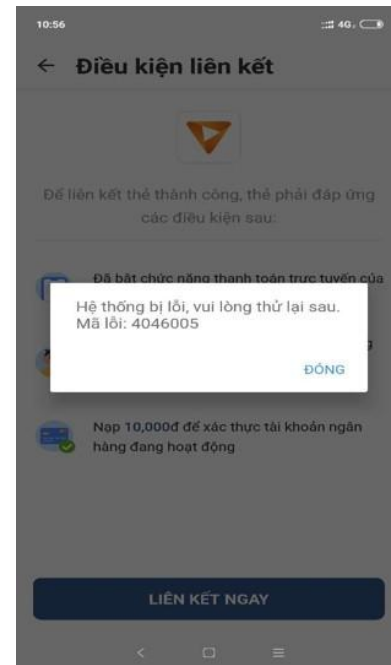 10:56
4G
Điều kiện liên kết
Để liên kết thẻ thành công, thẻ phải đáp ứng
các điều kiện sau:
Đã bật chức năng thanh toán trực tuyến của
Hệ thống bị lỗi, vui lòng thử lại sau.
Mã lỗi: 4046005
ĐÓNG
Nạp 10,000đ để xác thực tài khoản ngân
hàng đang hoạt động
LIÊN KẾT NGAY